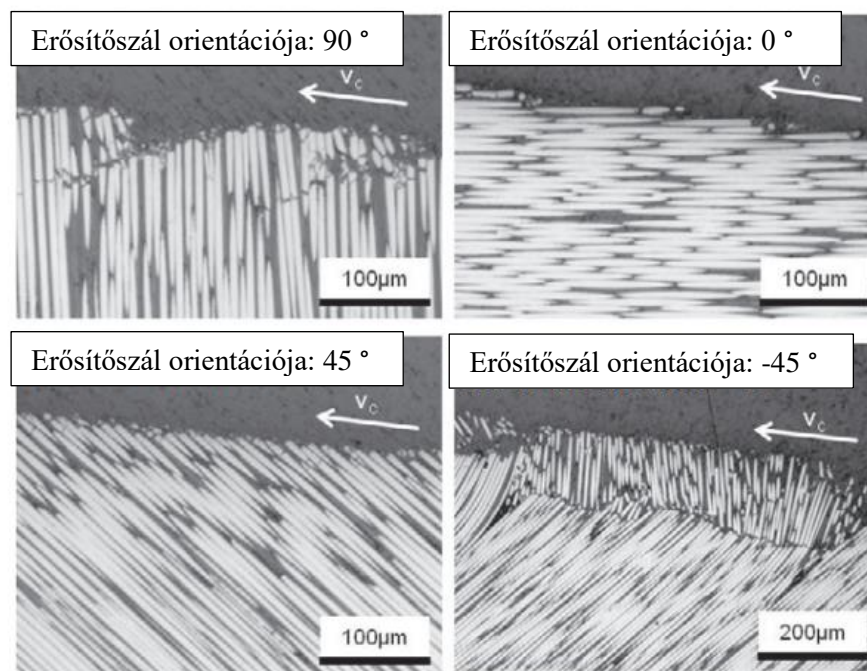 Erősítőszál orientációja: 90 °
Erősítőszál orientációja: 0 °
vc
vc
100µm
100µm
Erősítőszál orientációja: 45 °
Erősítőszál orientációja: -45 °
vc
vc
100µm
200µm